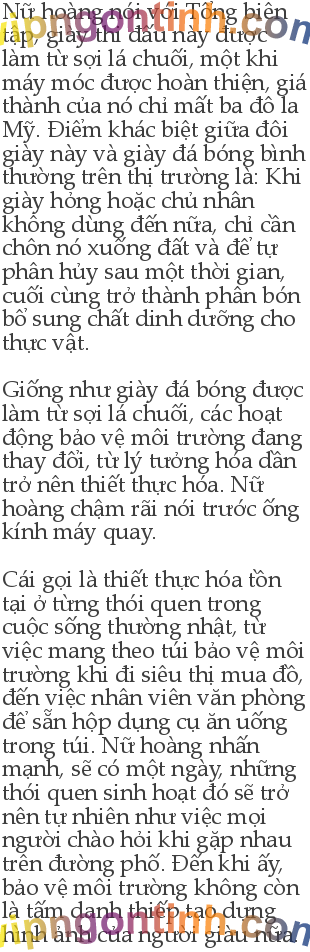 Nữ hoàng nói với Tổng biên
tập, giày thi đấu này được
làm từ sợi lá chuối, một khi
máy móc được hoàn thiện, giá
thành của nó chỉ mất ba đô la
Mỹ. Điểm khác biệt giữa đôi
giày này và giày đá bóng bình
thường trên thị trường là: Khi
giày hỏng hoặc chủ nhân
không dùng đến nữa, chỉ cần
chôn nó xuống đất và để tự
phân hủy sau một thời gian,
cuối cùng trở thành phân bón
bổ sung chất dinh dưỡng cho
thực vật.
Giống như giày đá bóng được
làm từ sợi lá chuối, các hoạt
động bảo vệ môi trường đang
thay đổi, từ lý tưởng hóa dần
trở nên thiết thực hóa. Nữ
hoàng chậm rãi nói trước ống
kính máy quay.
Cái gọi là thiết thực hóa tồn
tại ở từng thói quen trong
cuộc sống thường nhật, từ
việc mang theo túi bảo vệ môi
trường khi đi siêu thị mua đồ,
đến việc nhân viên văn phòng
để sẵn hộp dụng cụ ăn uống
trong túi. Nữ hoàng nhấn
mạnh, sẽ có một ngày, những
thói quen sinh hoạt đó sẽ trở
nên tự nhiên như việc mọi
người chào hỏi khi gặp nhau
trên đường phố. Đến khi ấy,
bảo vệ môi trường không còn
là tấm danh thiếp tạo dựng
hình ảnh của người giàu nữa